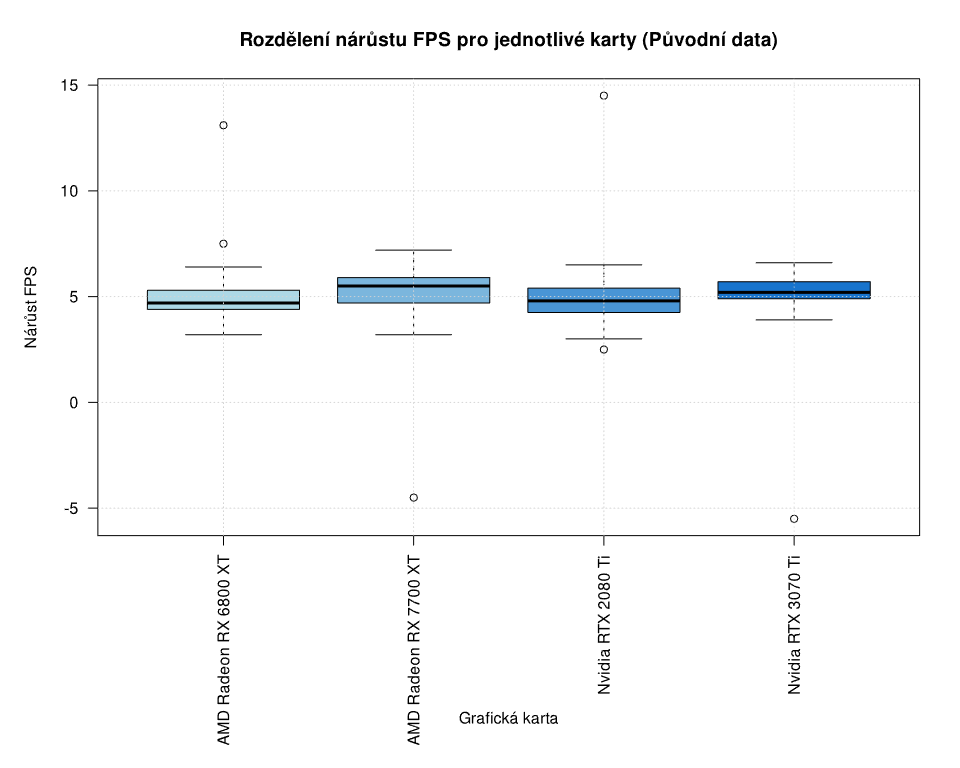 Rozdělení nárůstu FPS pro jednotlivé karty (Původní data)
Nárůst FPS
15
10
5
0
-5
AMD Radeon RX 6800 XT
AMD Radeon RX 7700 XT
Nvidia RTX 2080 Ti
Nvidia RTX 3070 Ti
Grafická karta